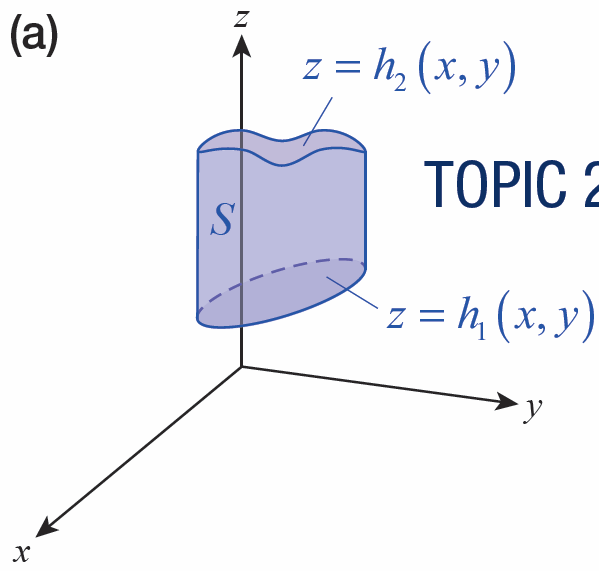 (a)
z
z = h₂(x, y)
TOPIC 2
S
z = h₁(x, y)
y
x